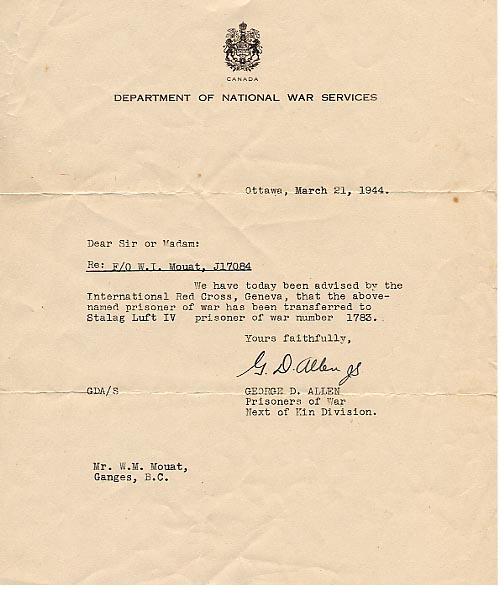 CANADA
DEPARTMENT OF NATIONAL WAR SERVICES
Ottawa, March 21, 1944.
Dear Sir or Madam:
Re: F/O W.I. Mouat, J17084
We have today been advised by the
International Red Cross, Geneva, that the above-
named prisoner of war has been transferred to
Stalag Luft IV prisoner of war number 1783.
Yours faithfully,
G. D. Allen
GDA/S
GEORGE D. ALLEN
Prisoners of War
Next of Kin Division.
Mr. W.M. Mouat,
Ganges, B.C.